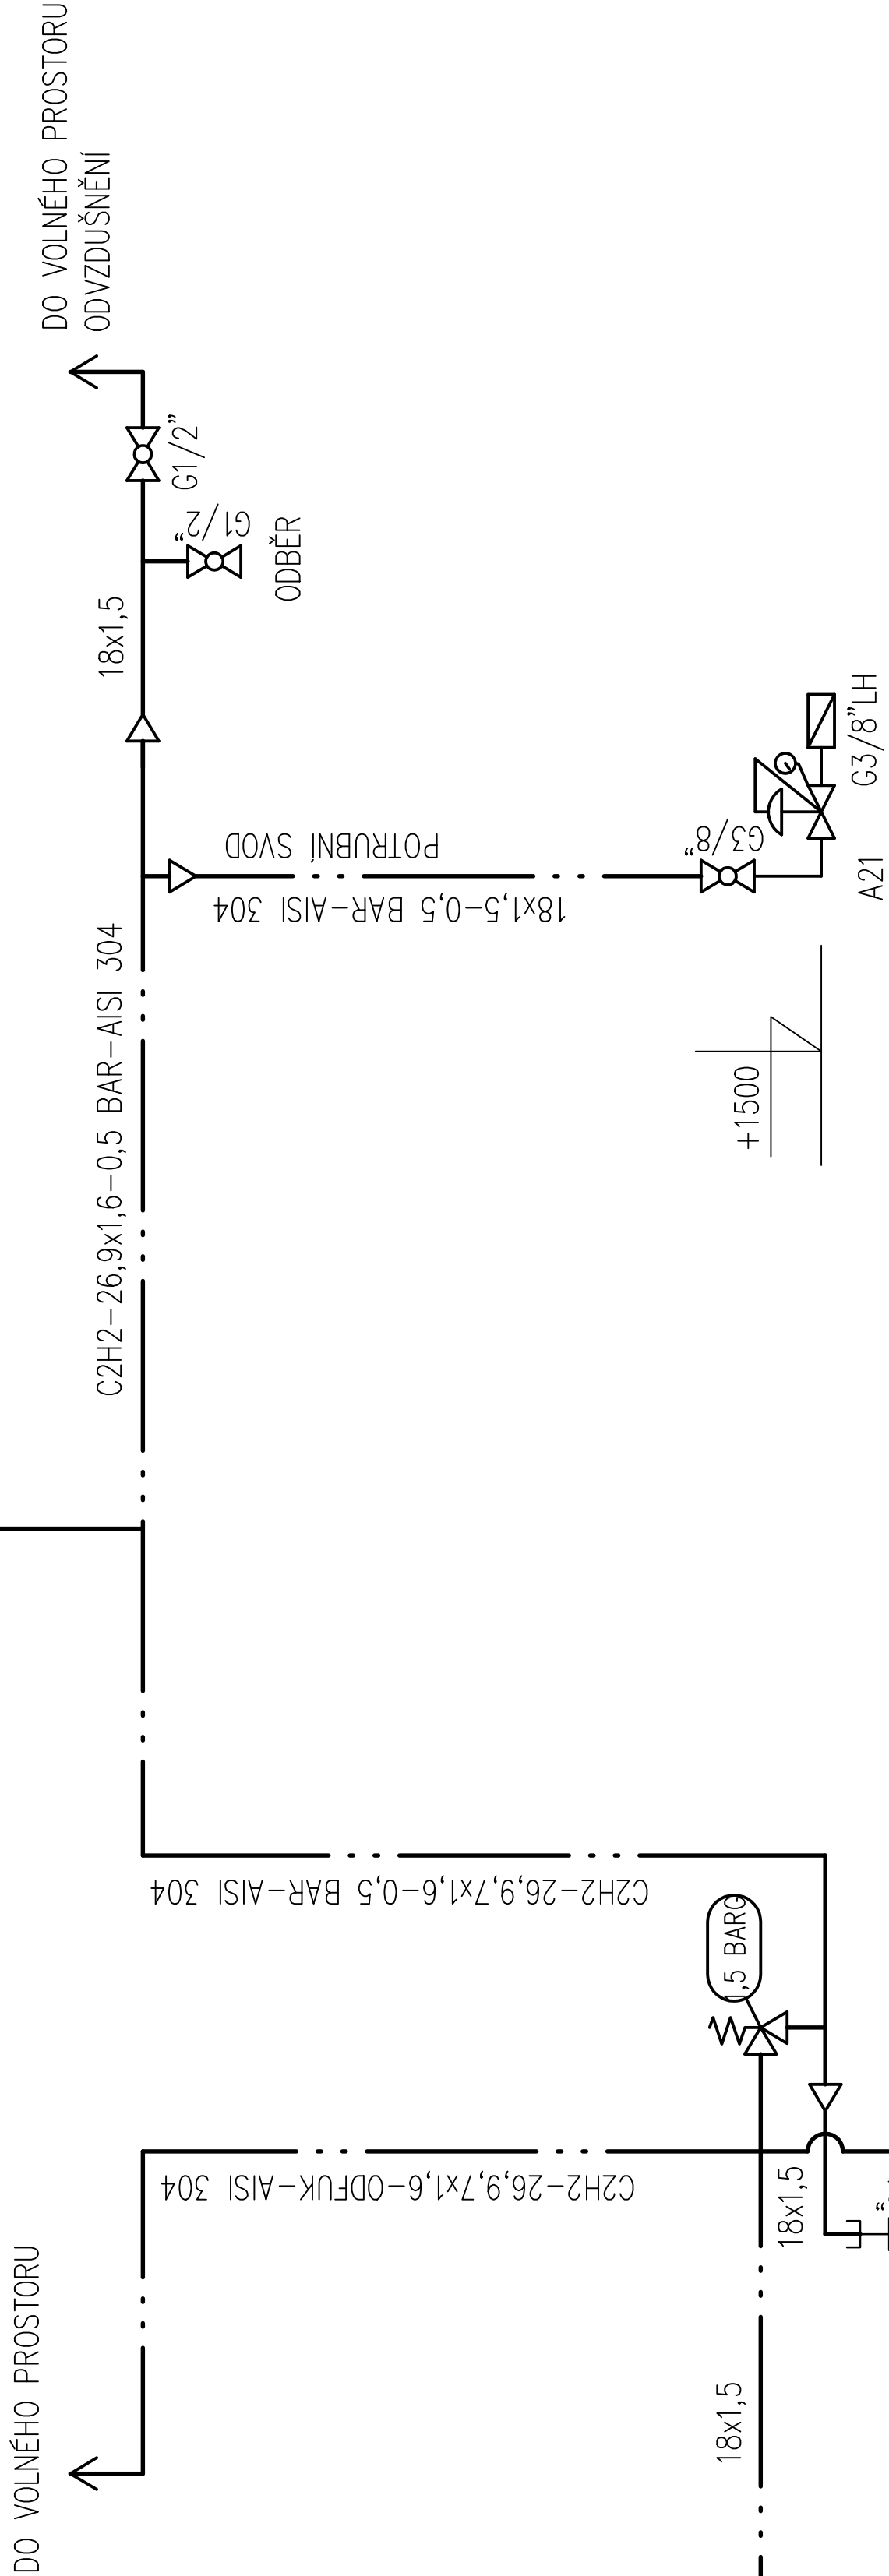 DO VOLNÉHO PROSTORU
ODVZDUŠNĚNÍ
G1/2"
G1/2"
ODBĚR
18x1,5
POTRUBNÍ SVOD
18x1,5-0,5 BAR-AISI 304
G3/8"
G3/8"LH
A21
C2H2-26,9x1,6-0,5 BAR-AISI 304
+1500
C2H2-26,9,7x1,6-0,5 BAR-AISI 304
1,5 BARG
C2H2-26,9,7x1,6-ODFUK-AISI 304
18x1,5
18x1,5
DO VOLNÉHO PROSTORU